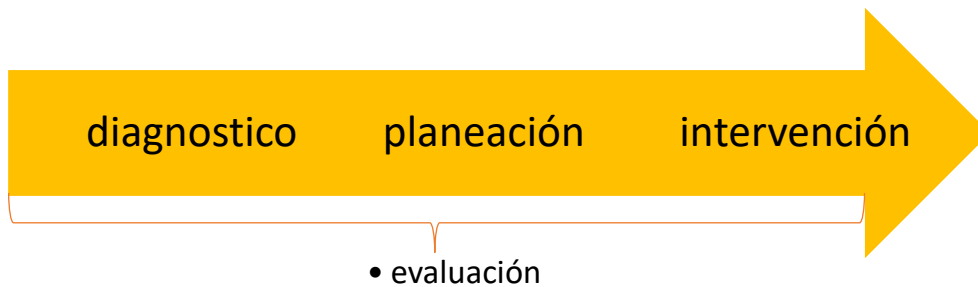 diagnostico planeación intervención
• evaluación